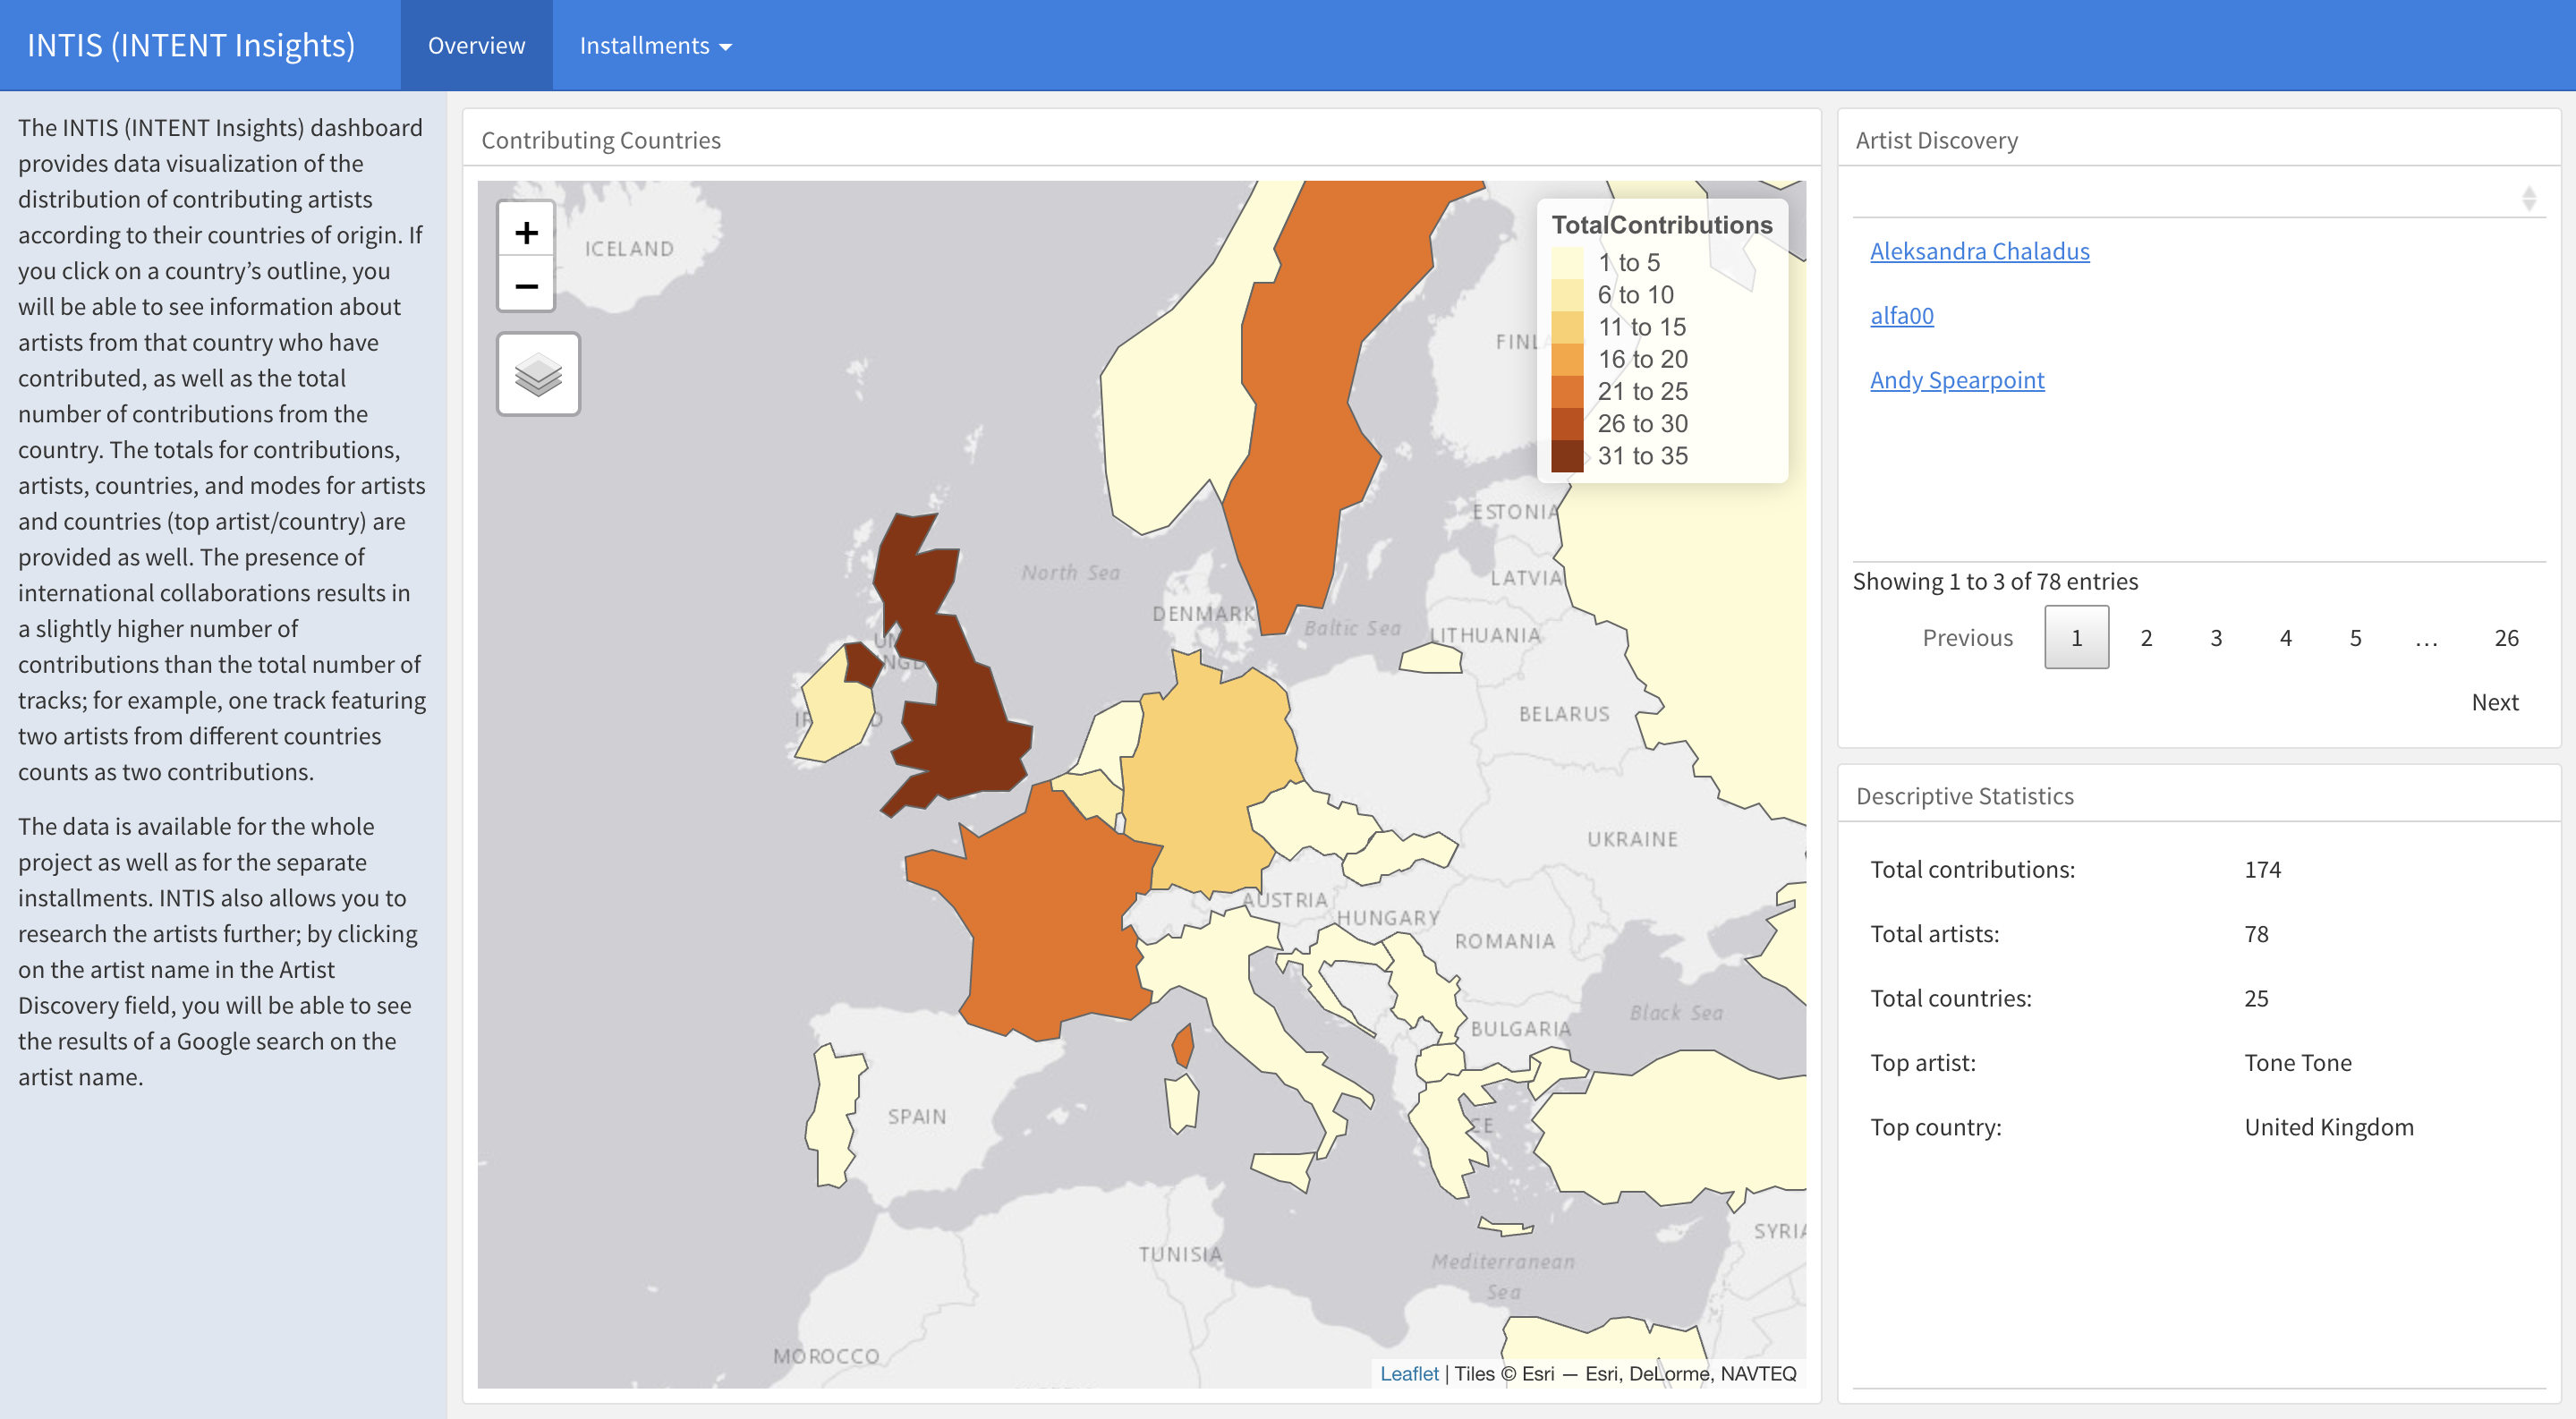 INTIS (INTENT Insights)
Overview
Installments
The INTIS (INTENT Insights) dashboard
provides data visualization of the
distribution of contributing artists
according to their countries of origin. If
you click on a country’s outline, you
will be able to see information about
artists from that country who have
contributed, as well as the total
number of contributions from the
country. The totals for contributions,
artists, countries, and modes for artists
and countries (top artist/country) are
provided as well. The presence of
international collaborations results in
a slightly higher number of
contributions than the total number of
tracks; for example, one track featuring
two artists from different countries
counts as two contributions.
The data is available for the whole
project as well as for the separate
installments. INTIS also allows you to
research the artists further; by clicking
on the artist name in the Artist
Discovery field, you will be able to see
the results of a Google search on the
artist name.
Contributing Countries
+
−
TotalContributions
1 to 5
6 to 10
11 to 15
16 to 20
21 to 25
26 to 30
31 to 35
ICELAND
ESTONIA
LATVIA
North Sea
DENMARK
Baltic Sea
LITHUANIA
BELARUS
UKRAINE
AUSTRIA
HUNGARY
ROMANIA
Black Sea
BULGARIA
SPAIN
SYRIA
TUNISIA
Mediterranean
Sea
MOROCCO
Leaflet | Tiles © Esri — Esri, DeLorme, NAVTEQ
Artist Discovery
Aleksandra Chaladus
alfa00
Andy Spearpoint
Showing 1 to 3 of 78 entries
Previous 1 2 3 4 5 … 26
Next
Descriptive Statistics
Total contributions: 174
Total artists: 78
Total countries: 25
Top artist: Tone Tone
Top country: United Kingdom